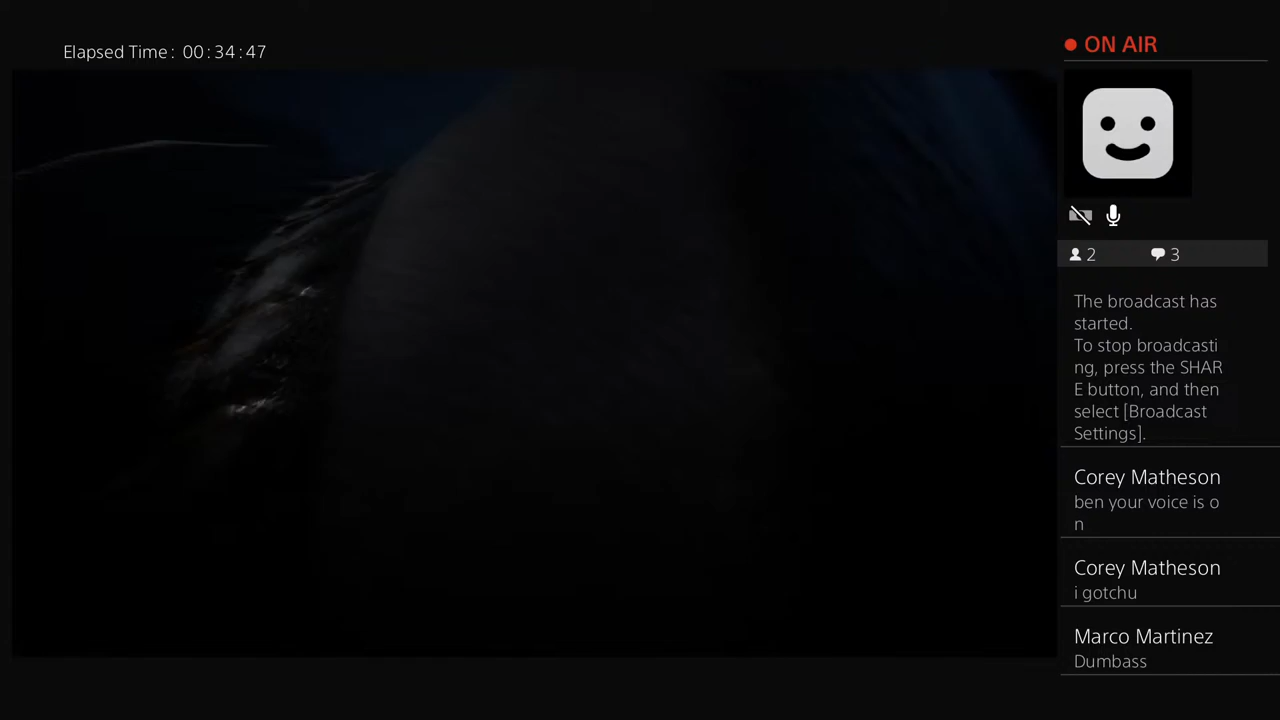 Elapsed Time: 00:34:47
ON AIR
2
3
The broadcast has
started.
To stop broadcasti
ng, press the SHAR
E button, and then
select [Broadcast
Settings].
Corey Matheson
ben your voice is o
n
Corey Matheson
i gotchu
Marco Martinez
Dumbass